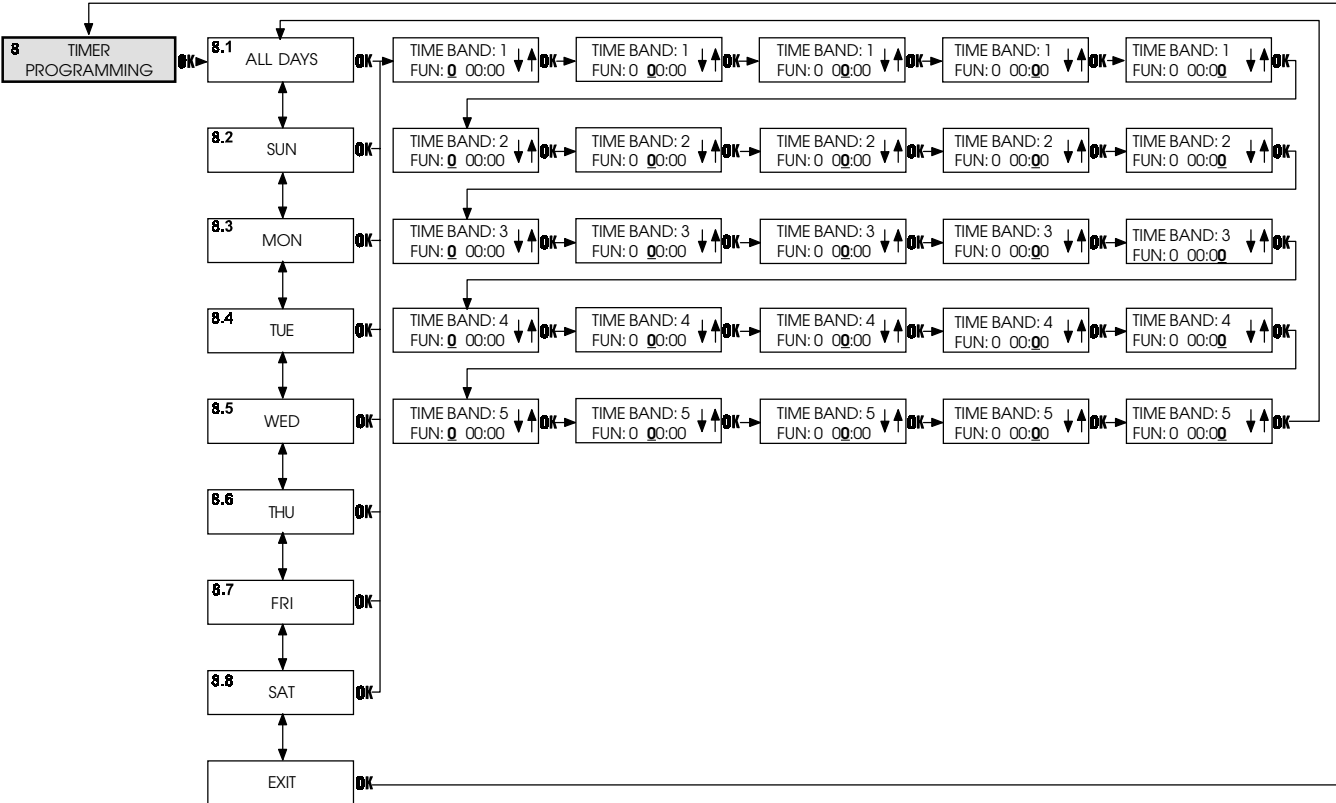 8 TIMER
PROGRAMMING
OK
8.1
ALL DAYS
OK
TIME BAND: 1
FUN: 0 00:00
OK
TIME BAND: 1
FUN: 0 00:00
OK
TIME BAND: 1
FUN: 0 00:00
OK
TIME BAND: 1
FUN: 0 00:00
OK
TIME BAND: 1
FUN: 0 00:00
OK
8.2
SUN
OK
TIME BAND: 2
FUN: 0 00:00
OK
TIME BAND: 2
FUN: 0 00:00
OK
TIME BAND: 2
FUN: 0 00:00
OK
TIME BAND: 2
FUN: 0 00:00
OK
TIME BAND: 2
FUN: 0 00:00
OK
8.3
MON
OK
TIME BAND: 3
FUN: 0 00:00
OK
TIME BAND: 3
FUN: 0 00:00
OK
TIME BAND: 3
FUN: 0 00:00
OK
TIME BAND: 3
FUN: 0 00:00
OK
TIME BAND: 3
FUN: 0 00:00
OK
8.4
TUE
OK
TIME BAND: 4
FUN: 0 00:00
OK
TIME BAND: 4
FUN: 0 00:00
OK
TIME BAND: 4
FUN: 0 00:00
OK
TIME BAND: 4
FUN: 0 00:00
OK
TIME BAND: 4
FUN: 0 00:00
OK
8.5
WED
OK
TIME BAND: 5
FUN: 0 00:00
OK
TIME BAND: 5
FUN: 0 00:00
OK
TIME BAND: 5
FUN: 0 00:00
OK
TIME BAND: 5
FUN: 0 00:00
OK
TIME BAND: 5
FUN: 0 00:00
OK
8.6
THU
OK
8.7
FRI
OK
8.8
SAT
OK
EXIT
OK